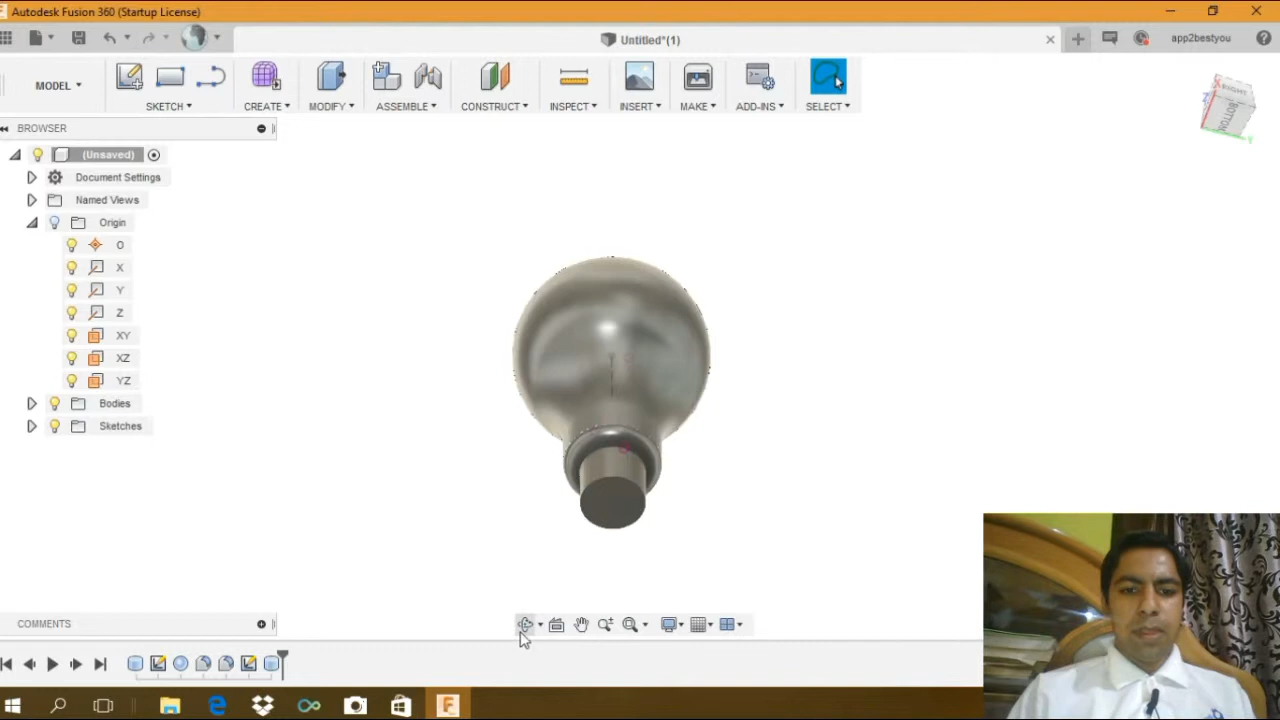 Autodesk Fusion 360 (Startup License)
Untitled*(1)
app2bestyou
MODEL
SKETCH
CREATE
MODIFY
ASSEMBLE
CONSTRUCT
INSPECT
INSERT
MAKE
ADD-INS
SELECT
BOTTOM
Y
BROWSER
(Unsaved)
Document Settings
Named Views
Origin
O
X
Y
Z
XY
XZ
YZ
Bodies
Sketches
COMMENTS